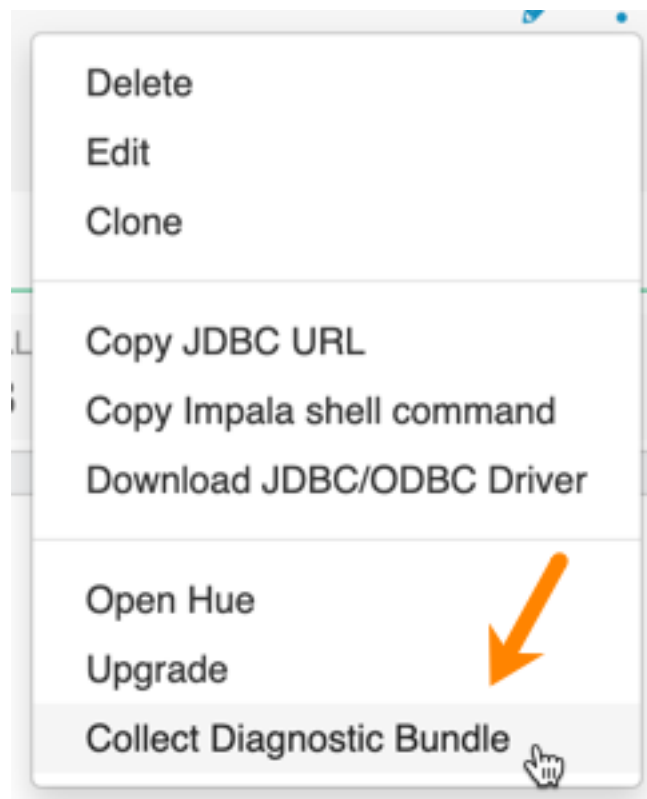 Delete
Edit
Clone
Copy JDBC URL
Copy Impala shell command
Download JDBC/ODBC Driver
Open Hue
Upgrade
Collect Diagnostic Bundle